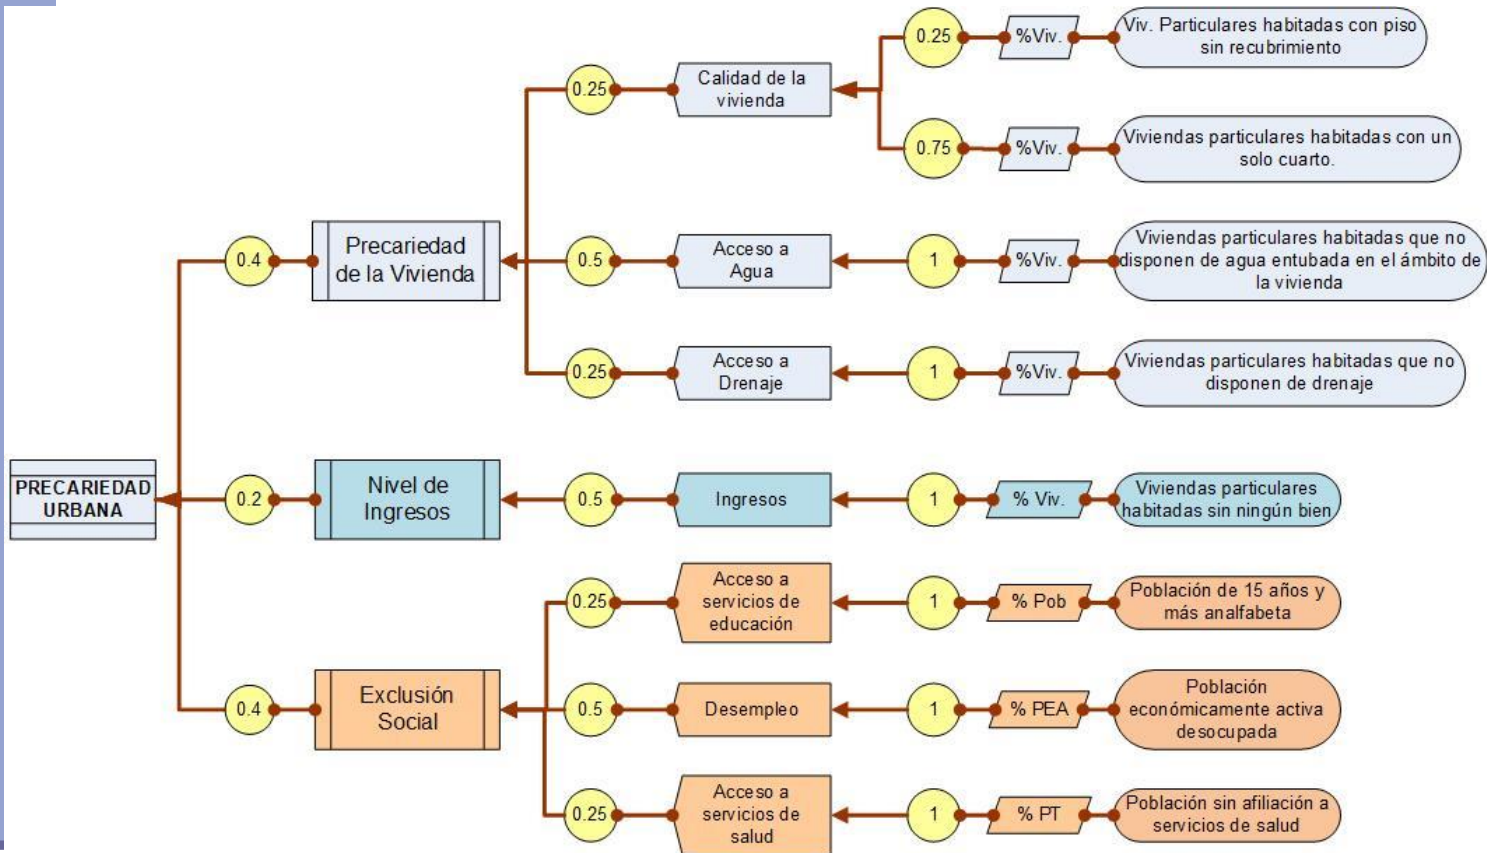 0.25
%Viv.
Viv. Particulares habitadas con piso
sin recubrimiento
0.25
Calidad de la
vivienda
0.75
%Viv.
Viviendas particulares habitadas con un
solo cuarto.
0.4
Precariedad
de la Vivienda
0.5
Acceso a
Agua
1
%Viv.
Viviendas particulares habitadas que no
disponen de agua entubada en el ámbito de
la vivienda
0.25
Acceso a
Drenaje
1
%Viv.
Viviendas particulares habitadas que no
disponen de drenaje
PRECARIEDAD
URBANA
0.2
Nivel de
Ingresos
0.5
Ingresos
1
% Viv.
Viviendas particulares
habitadas sin ningún bien
0.25
Acceso a
servicios de
educación
1
% Pob
Población de 15 años y
más analfabeta
0.4
Exclusión
Social
0.5
Desempleo
1
% PEA
Población
económicamente activa
desocupada
0.25
Acceso a
servicios de
salud
1
% PT
Población sin afiliación a
servicios de salud